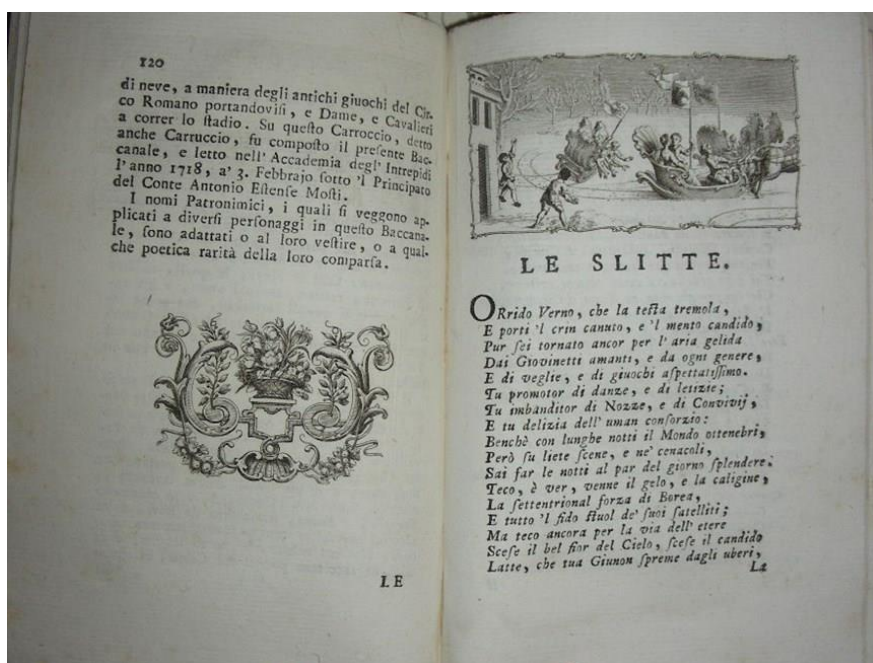 120
di neve, a maniera degli antichi giuochi del Cir-
co Romano portandoviſi, e Dame, e Cavalieri
a correr lo ſtadio. Su queſto Carroccio, detto
anche Carruccio, fu compoſto il preſente Bac-
canale, e letto nell' Accademia degl' Intrepidi
l'anno 1718, a' 3. Febbrajo ſotto 'l Principato
del Conte Antonio Eſtenſe Moſti.
I nomi Patronimici, i quali ſi veggono ap-
plicati a diverſi perſonaggi in queſto Baccana-
le, ſono adattati o al loro veſtire, o a qual-
che poetica rarità della loro comparſa.
LE
LE SLITTE.
ORrido Verno, che la teſta tremola,
E porti 'l crin canuto, e 'l mento candido,
Pur ſei tornato ancor per l' aria gelida
Dai Giovinetti amanti, e da ogni genere,
E di veglie, e di giuochi aſpettatiſſimo.
Tu promotor di danze, e di letizie;
Tu imbanditor di Nozze, e di Convivij,
E tu delizia dell' uman conſorzio:
Benchè con lunghe notti il Mondo ottenebri,
Però ſu liete ſcene, e ne' cenacoli,
Sai far le notti al par del giorno ſplendere.
Teco, è ver, venne il gelo, e la caligine,
La ſettentrional forza di Borea,
E tutto 'l fido ſtuol de' ſuoi ſatelliti;
Ma teco ancora per la via dell' etere
Sceſe il bel fior del Cielo, ſceſe il candido
Latte, che tua Giunon ſpreme dagli uberi,
La